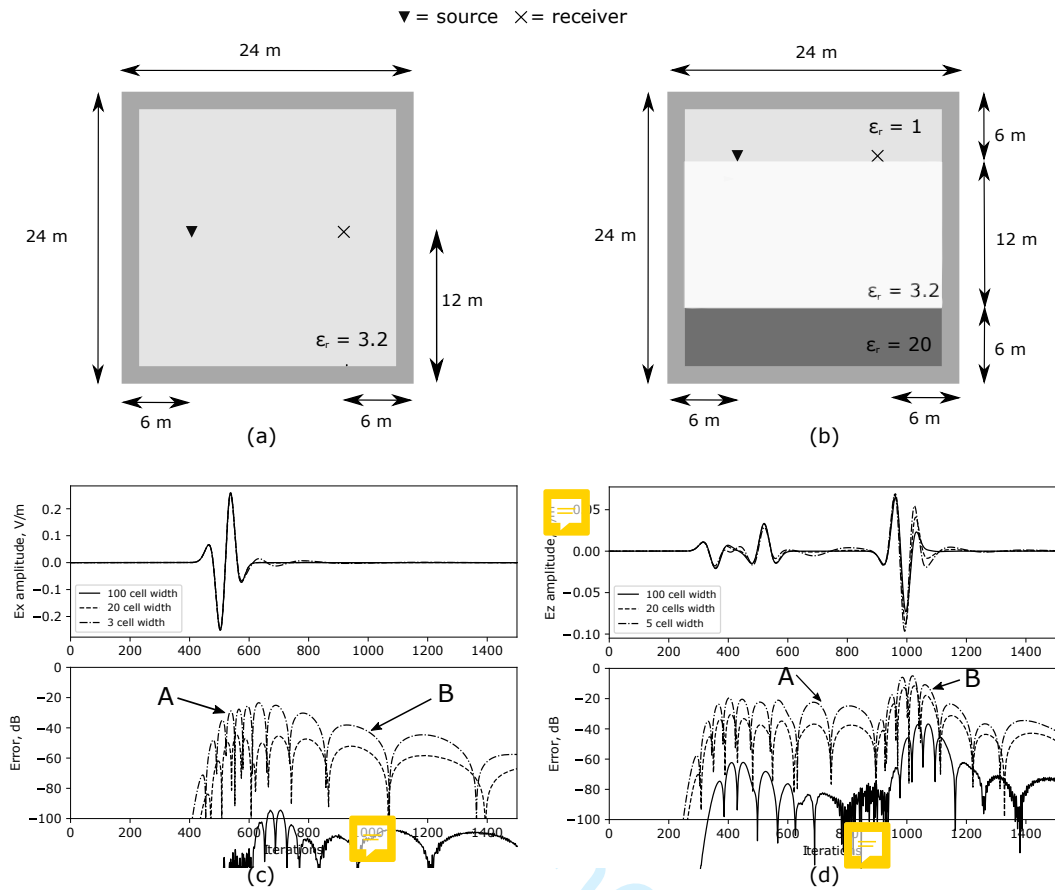 ▼= source ×= receiver
24 m
24 m
12 m
εr = 3.2
6 m
6 m
(a)
24 m
24 m
εr = 1
6 m
12 m
εr = 3.2
εr = 20
6 m
6 m
6 m
(b)
Ex amplitude, V/m
0.2
0.1
0.0
−0.1
−0.2
100 cell width
20 cell width
3 cell width
0 200 400 600 800 1000 1200 1400
Error, dB
0
−20
−40
−60
−80
−100
A
B
0 200 400 600 800 1200 1400
Iterations
(c)
Ez amplitude,
0.00
−0.05
−0.10
100 cell width
20 cells width
5 cell width
0 200 400 600 800 1000 1200 1400
Error, dB
0
−20
−40
−60
−80
−100
A
B
0 200 400 600 1000 1200 1400
Iterations
(d)